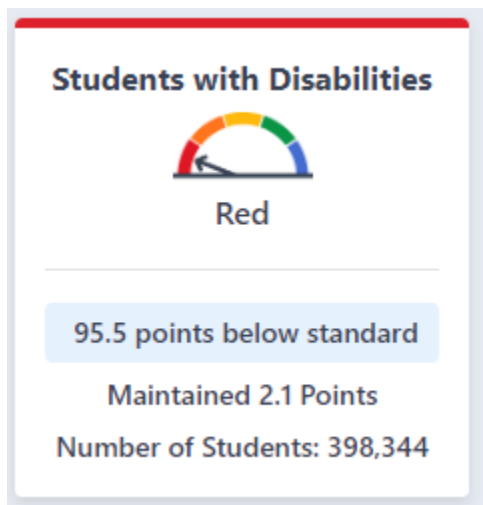 Students with Disabilities
Red
95.5 points below standard
Maintained 2.1 Points
Number of Students: 398,344